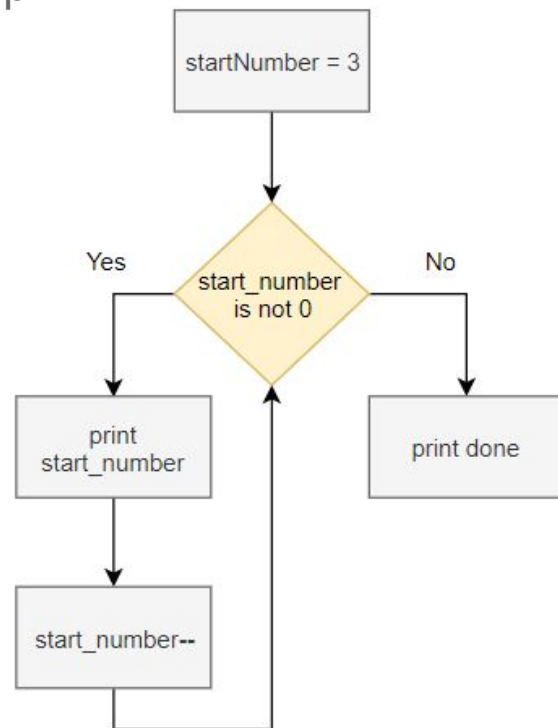 startNumber = 3
Yes
No
start_number
is not 0
print
start_number
print done
start_number--